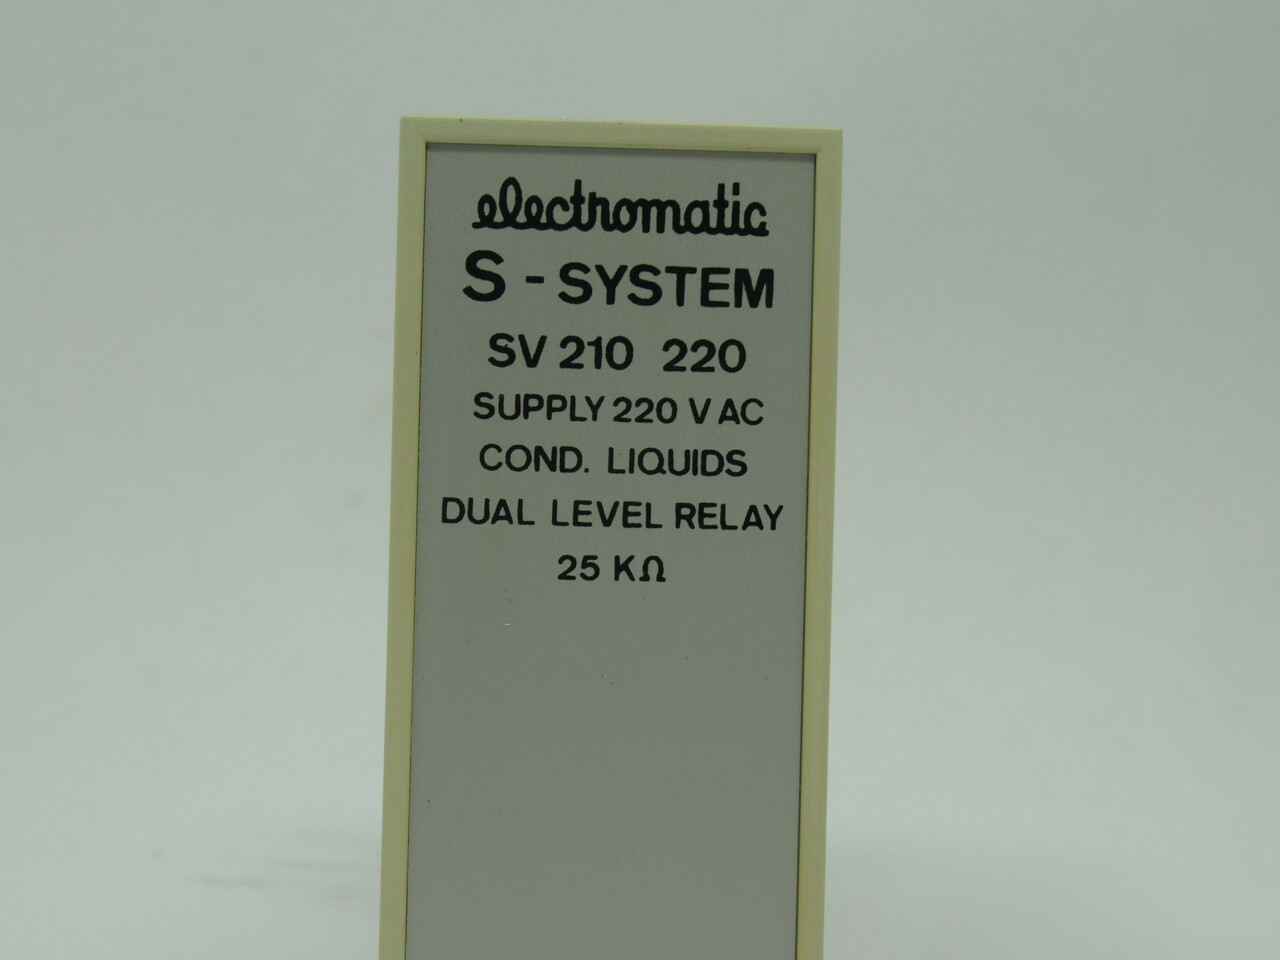 electromatic
S - SYSTEM
SV 210 220
SUPPLY 220 V AC
COND. LIQUIDS
DUAL LEVEL RELAY
25 KΩ